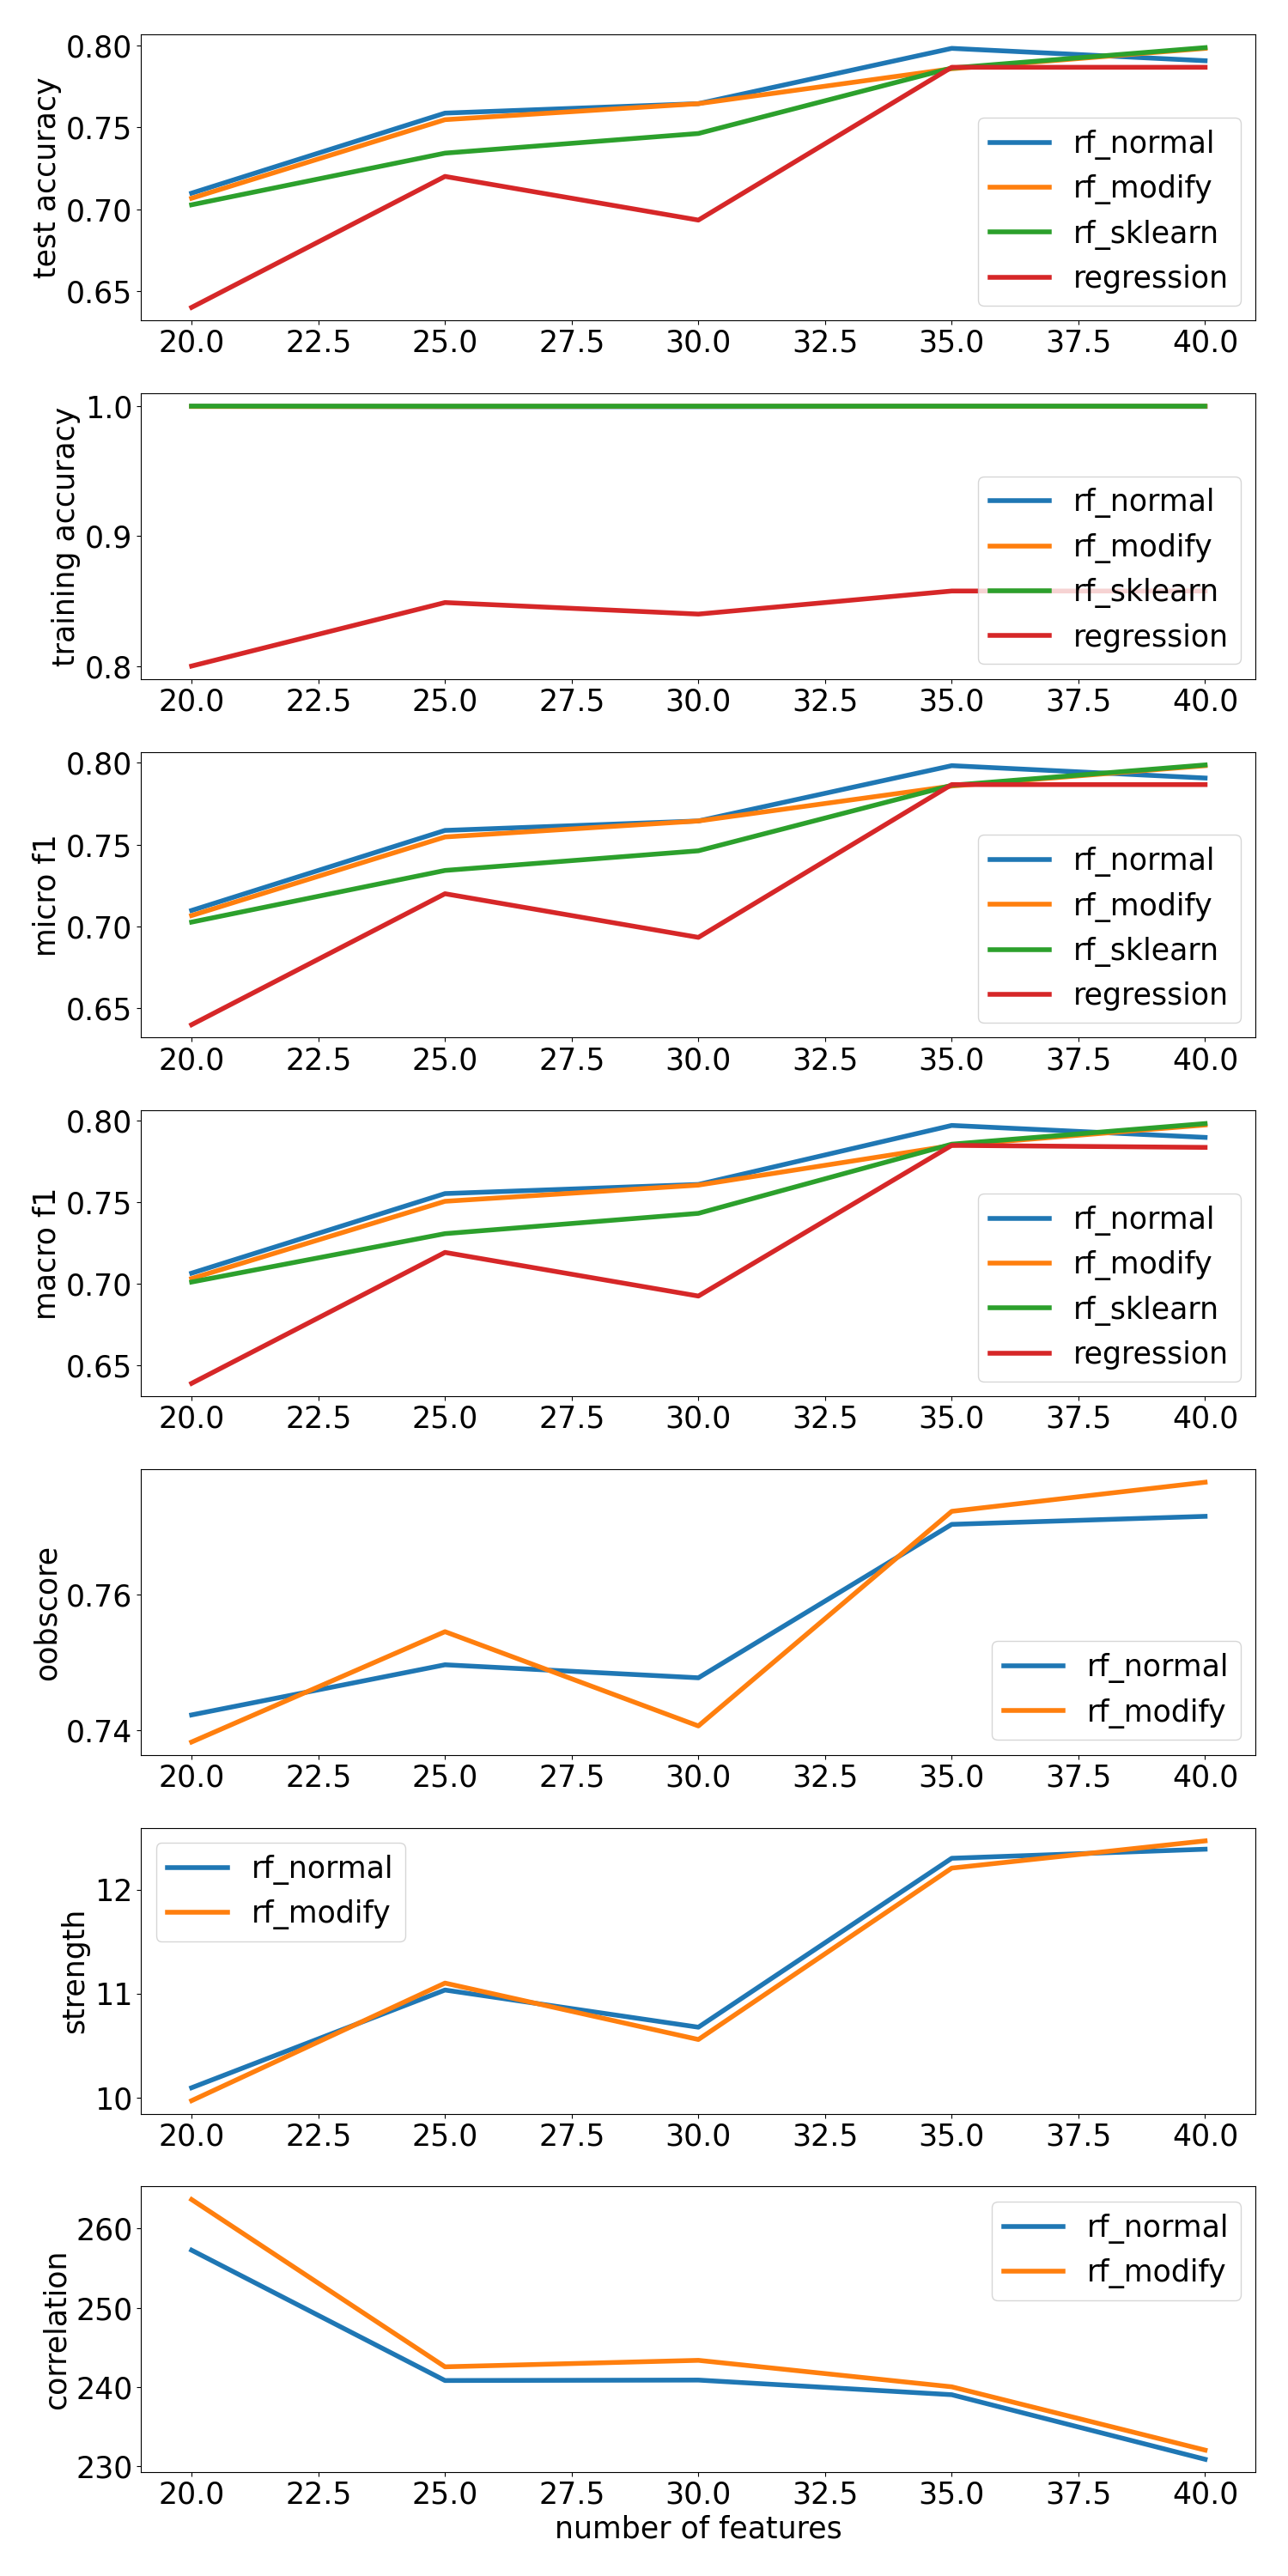 test accuracy
0.80
0.75
0.70
0.65
rf_normal
rf_modify
rf_sklearn
regression
20.0 22.5 25.0 27.5 30.0 32.5 35.0 37.5 40.0
training accuracy
1.0
0.9
0.8
rf_normal
rf_modify
rf_sklearn
regression
20.0 22.5 25.0 27.5 30.0 32.5 35.0 37.5 40.0
micro f1
0.80
0.75
0.70
0.65
rf_normal
rf_modify
rf_sklearn
regression
20.0 22.5 25.0 27.5 30.0 32.5 35.0 37.5 40.0
macro f1
0.80
0.75
0.70
0.65
rf_normal
rf_modify
rf_sklearn
regression
20.0 22.5 25.0 27.5 30.0 32.5 35.0 37.5 40.0
oobscore
0.76
0.74
rf_normal
rf_modify
20.0 22.5 25.0 27.5 30.0 32.5 35.0 37.5 40.0
strength
12
11
10
rf_normal
rf_modify
20.0 22.5 25.0 27.5 30.0 32.5 35.0 37.5 40.0
correlation
260
250
240
230
rf_normal
rf_modify
20.0 22.5 25.0 27.5 30.0 32.5 35.0 37.5 40.0
number of features